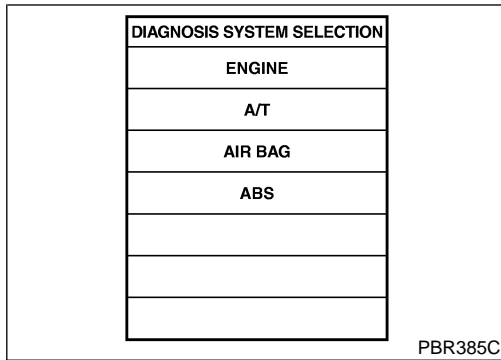 DIAGNOSIS SYSTEM SELECTION
ENGINE
A/T
AIR BAG
ABS
PBR385C